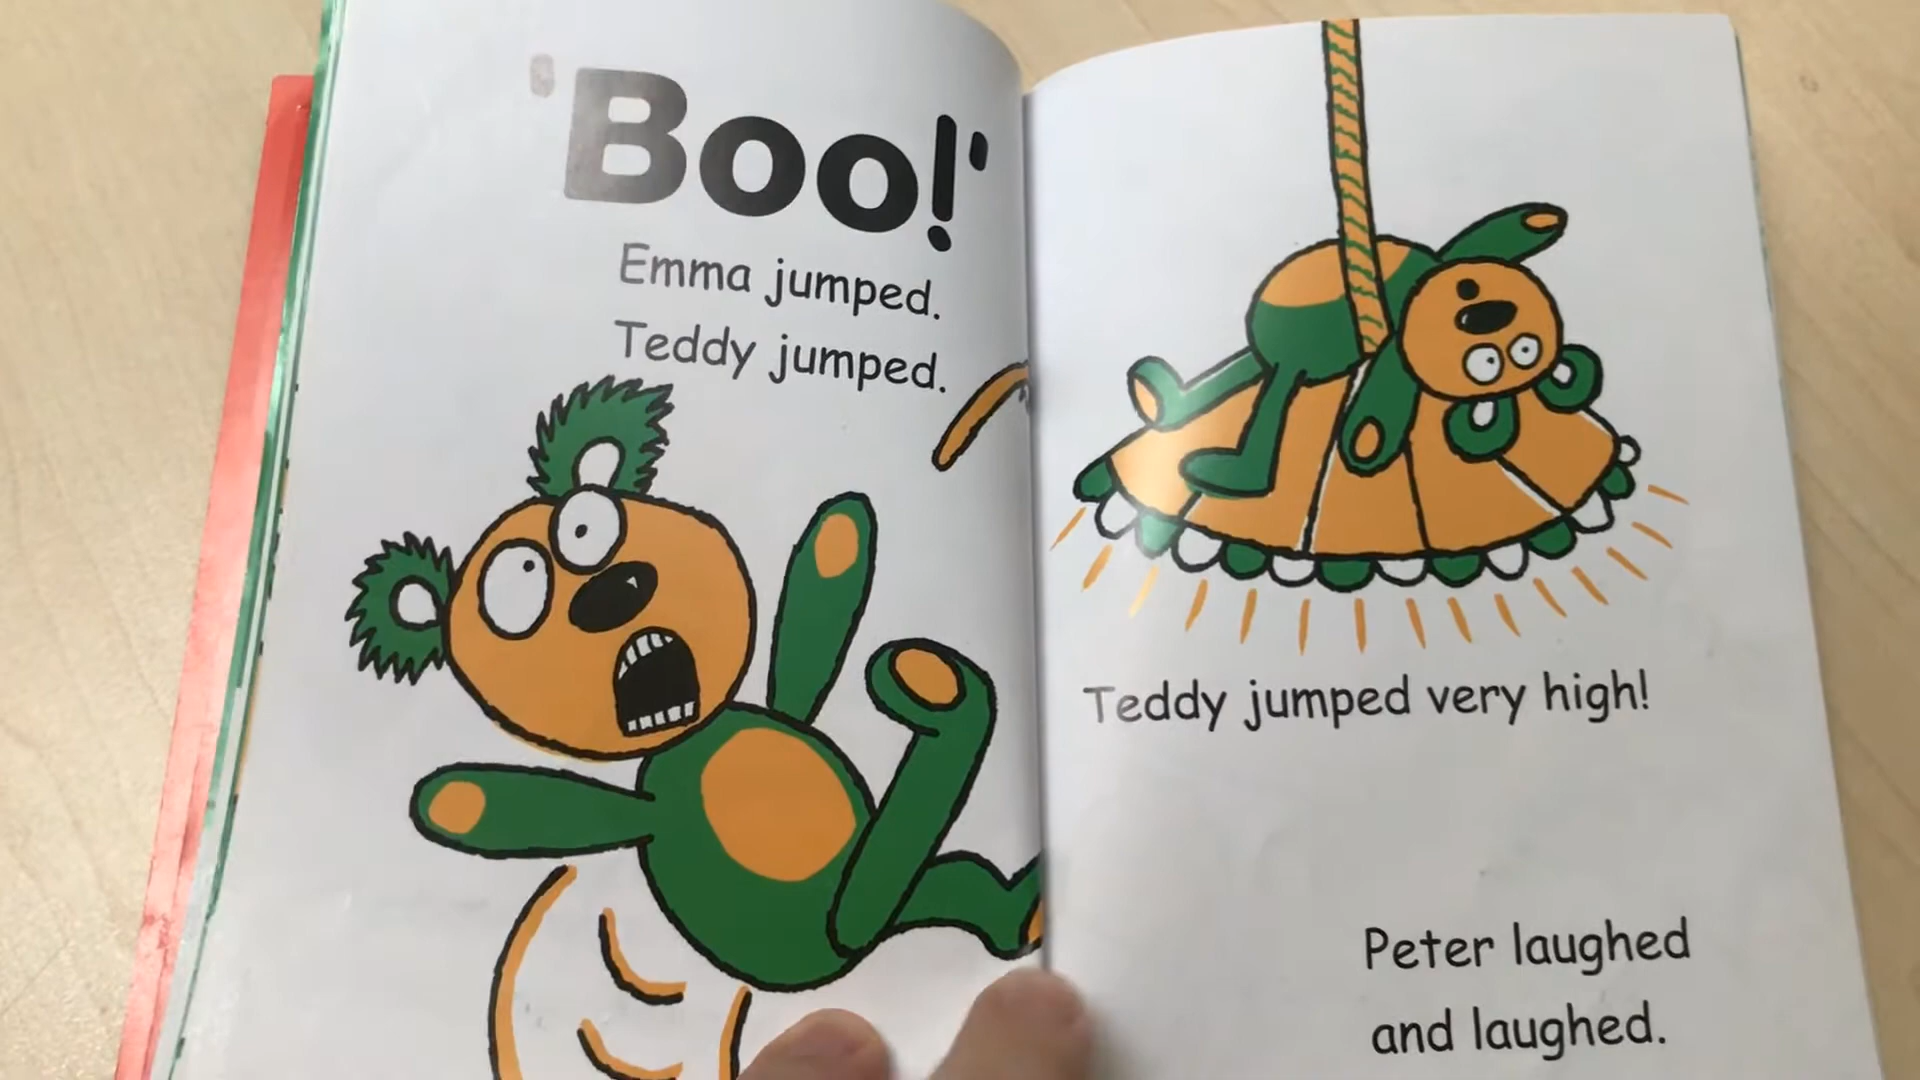 'Boo!'
Emma jumped.
Teddy jumped.
Teddy jumped very high!
Peter laughed
and laughed.